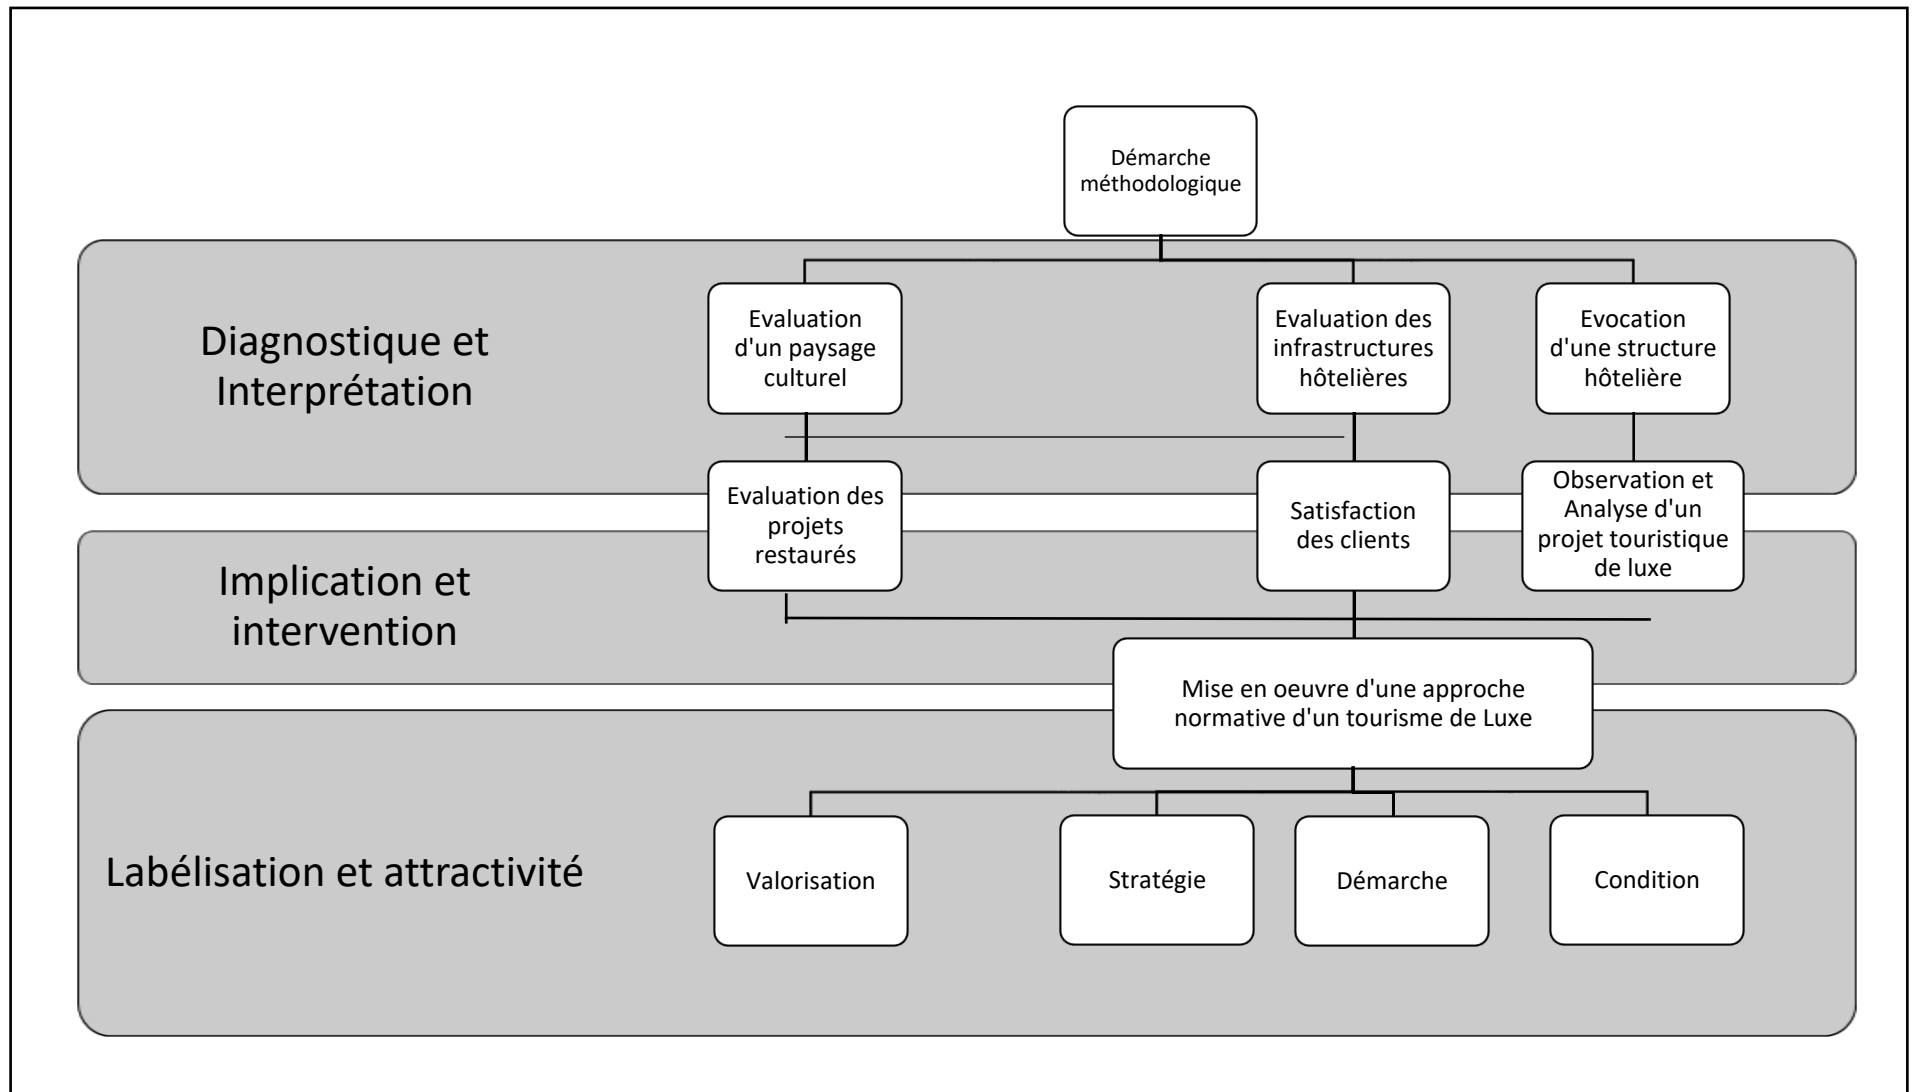 Démarche
méthodologique
Diagnostique et
Interprétation
Evaluation
d'un paysage
culturel
Evaluation des
infrastructures
hôtelières
Evocation
d'une structure
hôtelière
Evaluation des
projets
restaurés
Satisfaction
des clients
Observation et
Analyse d'un
projet touristique
de luxe
Implication et
intervention
Mise en oeuvre d'une approche
normative d'un tourisme de Luxe
Labélisation et attractivité
Valorisation
Stratégie
Démarche
Condition